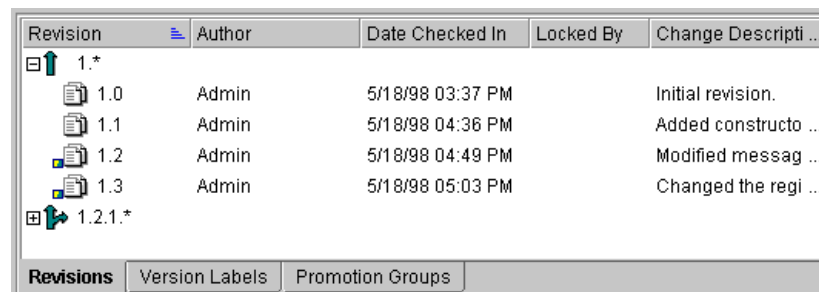 Revision Author Date Checked In Locked By Change Descripti ..
1.*
1.0 Admin 5/18/98 03:37 PM Initial revision.
1.1 Admin 5/18/98 04:36 PM Added constructo ..
1.2 Admin 5/18/98 04:49 PM Modified messag ..
1.3 Admin 5/18/98 05:03 PM Changed the regi ..
1.2.1.*
Revisions Version Labels Promotion Groups